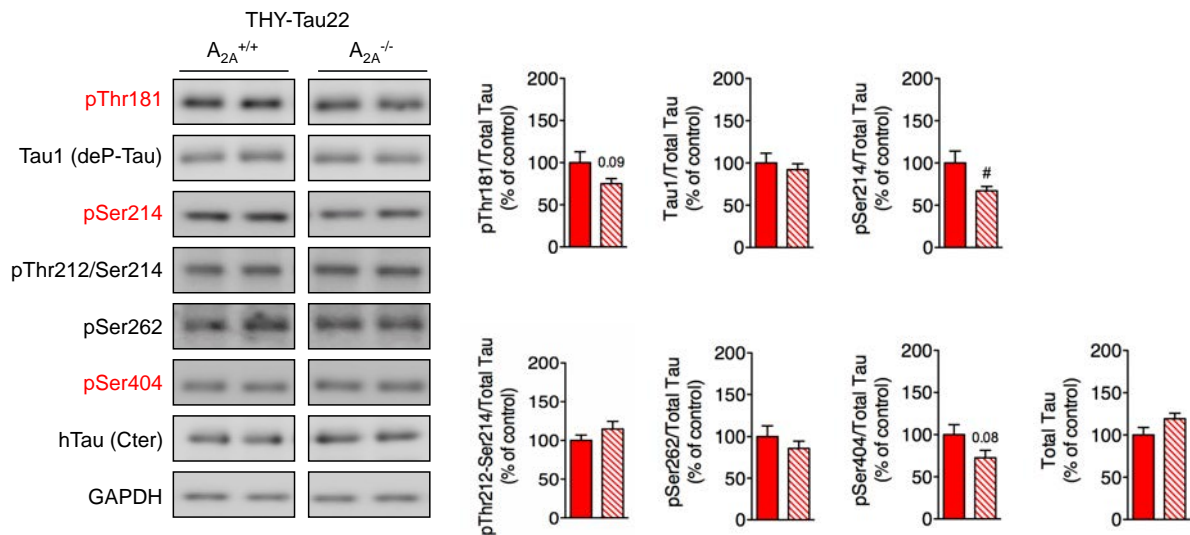 THY-Tau22
A2A+/+ A2A-/-
pThr181
Tau1 (deP-Tau)
pSer214
pThr212/Ser214
pSer262
pSer404
hTau (Cter)
GAPDH
pThr181/Total Tau
(% of control)
200
150
100
50
0
0.09
Tau1/Total Tau
(% of control)
200
150
100
50
0
pSer214/Total Tau
(% of control)
200
150
100
50
0
#
pThr212-Ser214/Total Tau
(% of control)
200
150
100
50
0
pSer262/Total Tau
(% of control)
200
150
100
50
0
pSer404/Total Tau
(% of control)
200
150
100
50
0
0.08
Total Tau
(% of control)
200
150
100
50
0